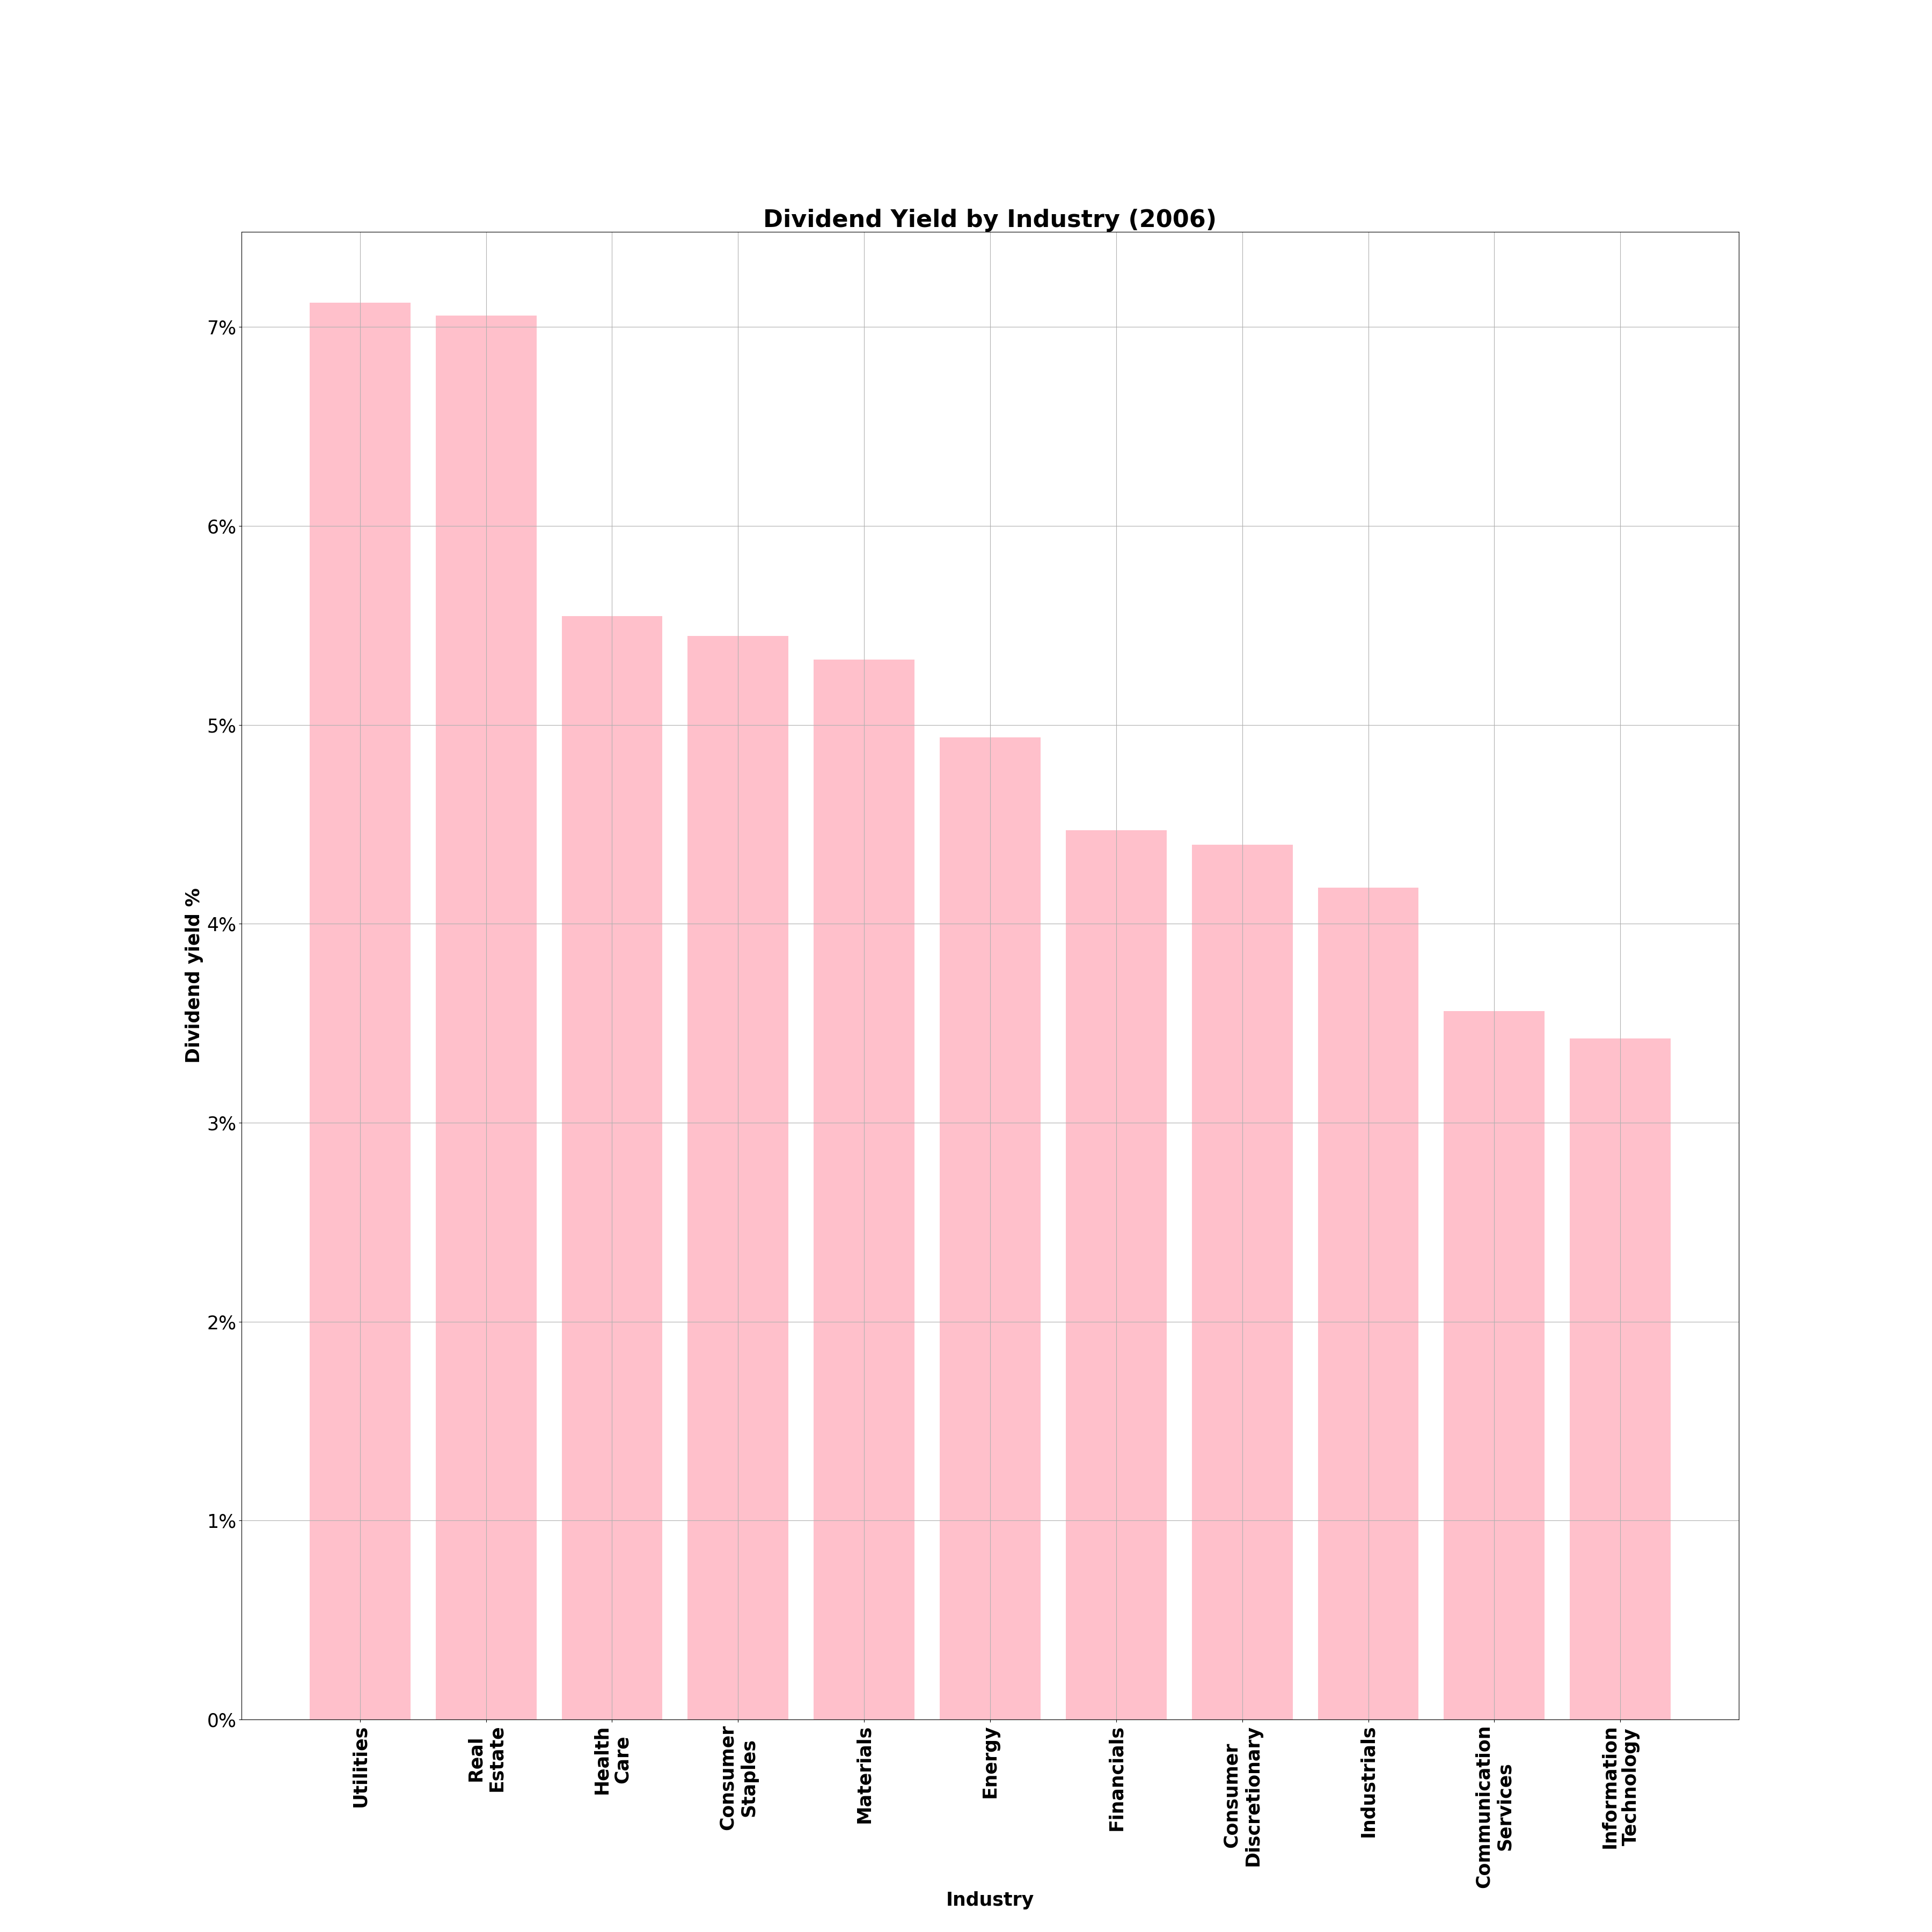 Dividend Yield by Industry (2006)
Dividend yield %
7%
6%
5%
4%
3%
2%
1%
0%
Utilities
Real
Estate
Health
Care
Consumer
Staples
Materials
Energy
Financials
Consumer
Discretionary
Industrials
Communication
Services
Information
Technology
Industry